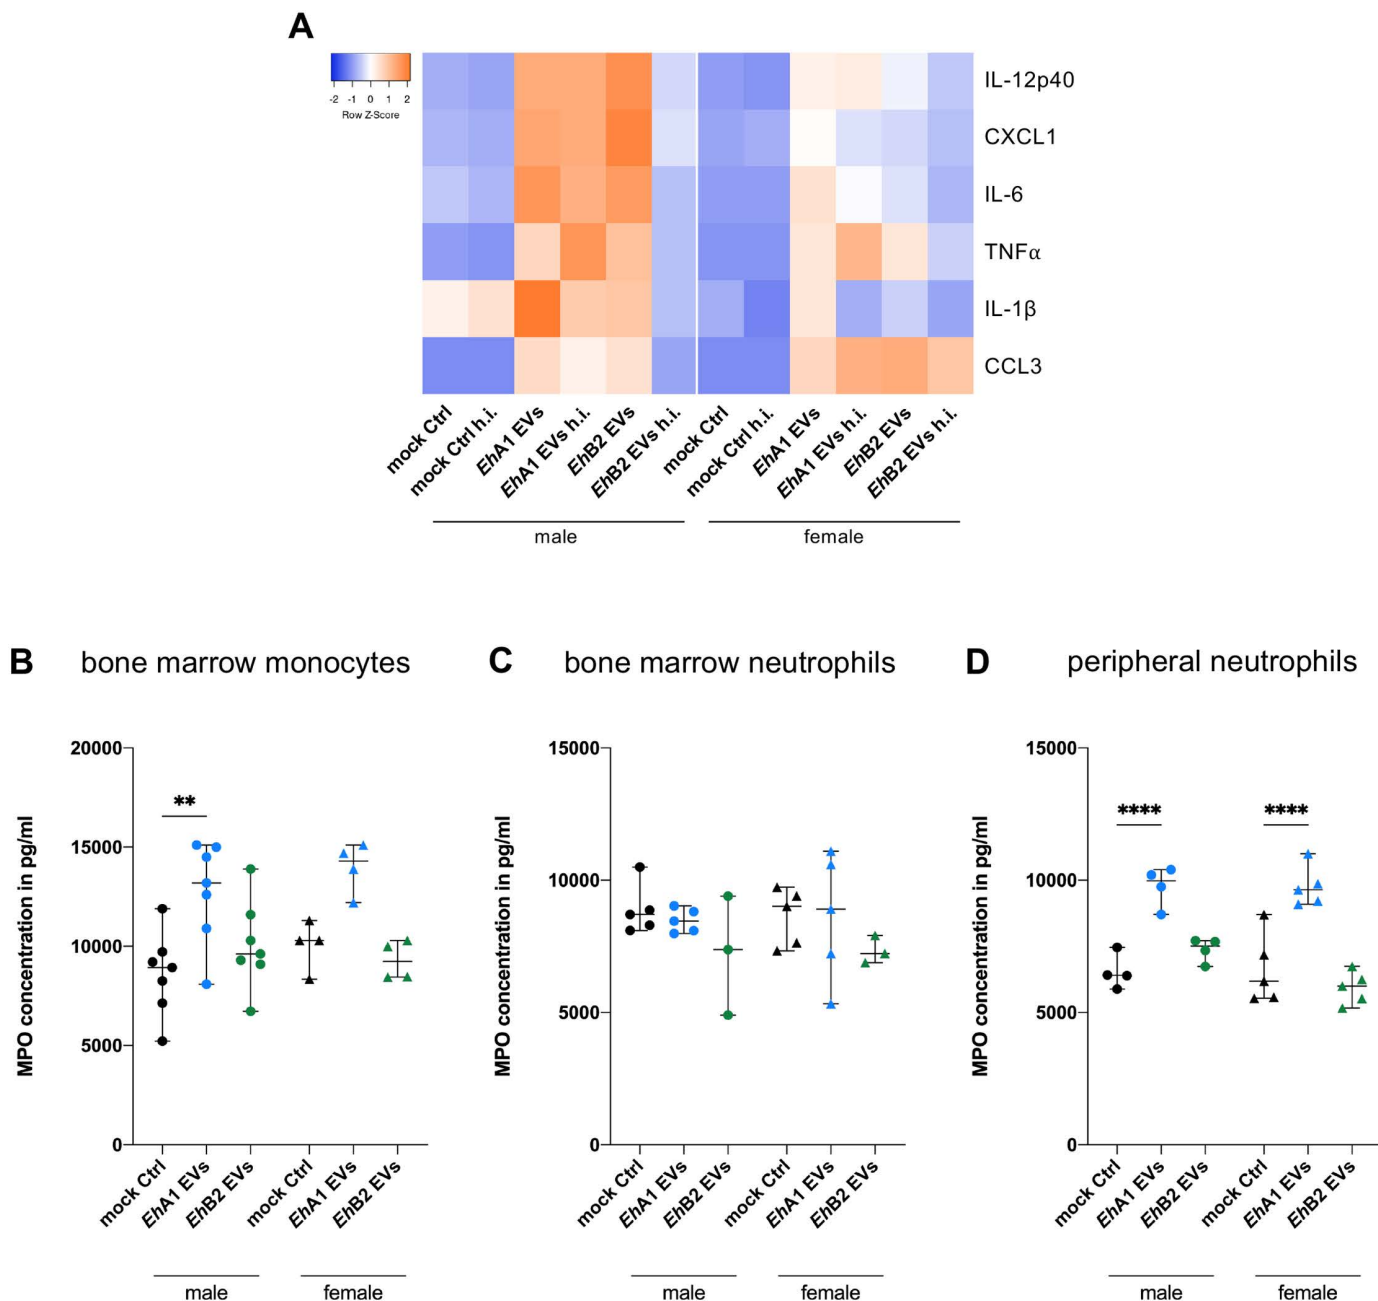 A
-2 -1 0 1 2
Row Z-Score
IL-12p40
CXCL1
IL-6
TNFα
IL-1β
CCL3
mock Ctrl
mock Ctrl h.i.
EhA1 EVs
EhA1 EVs h.i.
EhB2 EVs
EhB2 EVs h.i.
mock Ctrl
mock Ctrl h.i.
EhA1 EVs
EhA1 EVs h.i.
EhB2 EVs
EhB2 EVs h.i.
male
female
B bone marrow monocytes
MPO concentration in pg/ml
20000
15000
10000
5000
0
**
mock Ctrl
EhA1 EVs
EhB2 EVs
mock Ctrl
EhA1 EVs
EhB2 EVs
male
female
C bone marrow neutrophils
MPO concentration in pg/ml
15000
10000
5000
0
mock Ctrl
EhA1 EVs
EhB2 EVs
mock Ctrl
EhA1 EVs
EhB2 EVs
male
female
D peripheral neutrophils
MPO concentration in pg/ml
15000
10000
5000
0
****
****
mock Ctrl
EhA1 EVs
EhB2 EVs
mock Ctrl
EhA1 EVs
EhB2 EVs
male
female